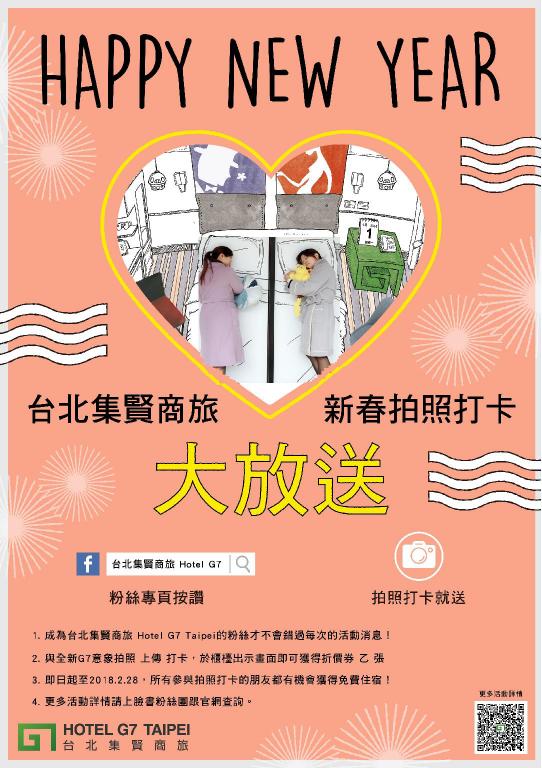 HAPPY NEW YEAR
1
台北集賢商旅 新春拍照打卡
大放送
f 台北集賢商旅 Hotel G7
粉絲專頁按讚 拍照打卡就送
1. 成為台北集賢商旅 Hotel G7 Taipei的粉絲才不會錯過每次的活動消息！
2. 與全新G7意象拍照 上傳 打卡，於櫃檯出示畫面即可獲得折價券 乙 張
3. 即日起至2018.2.28，所有參與拍照打卡的朋友都有機會獲得免費住宿！
4. 更多活動詳情請上臉書粉絲團跟官網查詢。
更多活動詳情
G7 HOTEL G7 TAIPEI
台北集賢商旅